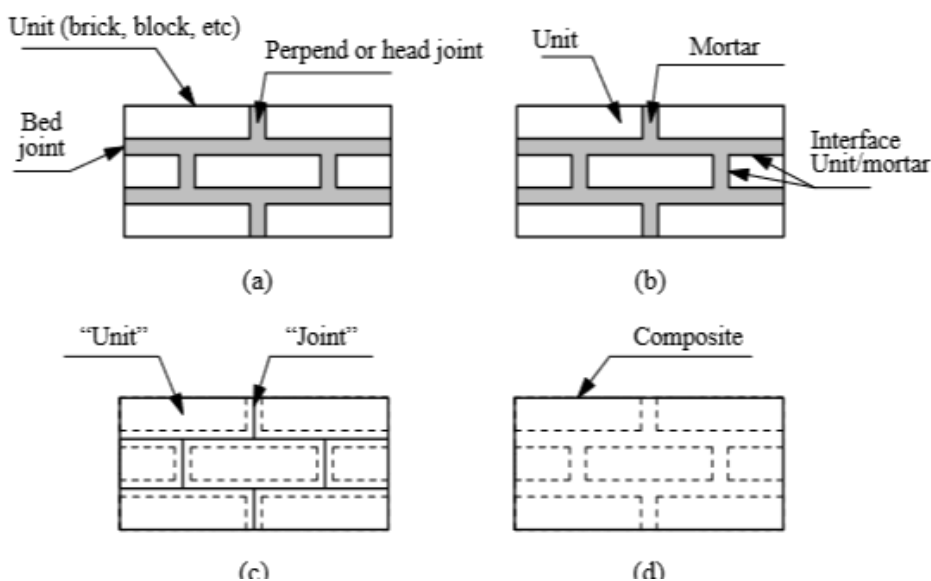 Unit (brick, block, etc)
Perpend or head joint
Bed
joint
(a)
Unit
Mortar
Interface
Unit/mortar
(b)
“Unit”
“Joint”
(c)
Composite
(d)